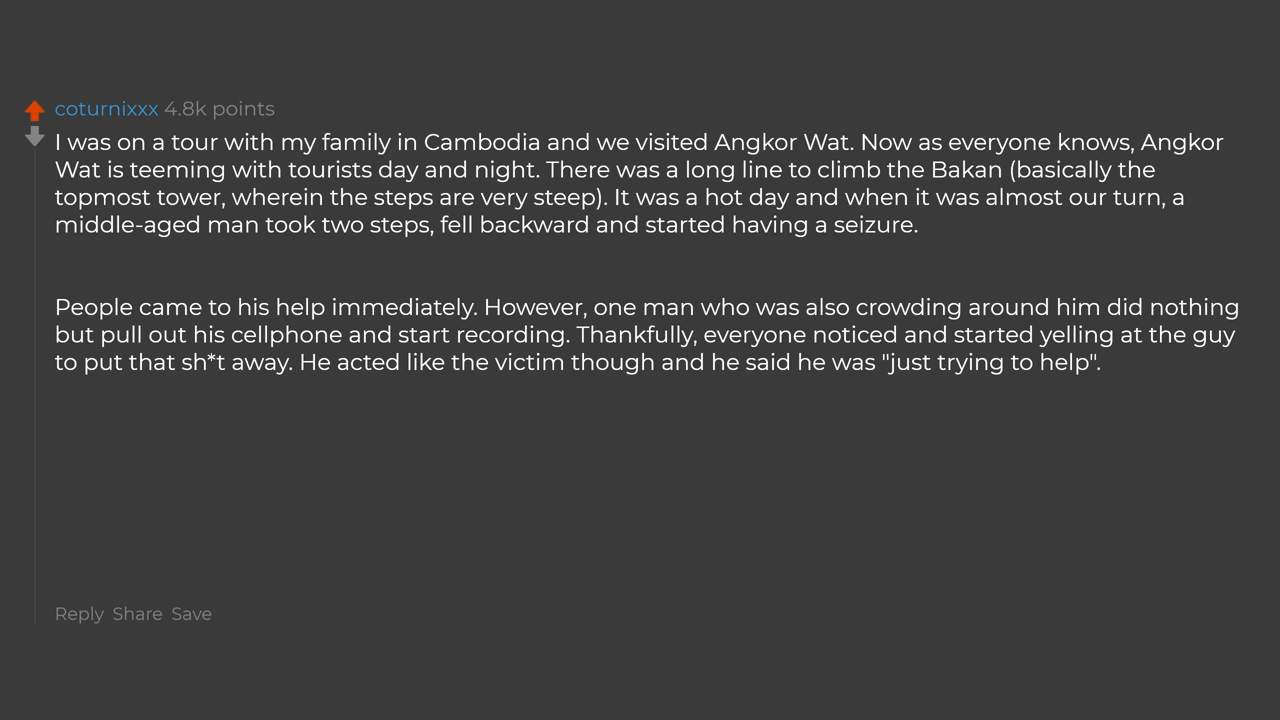 coturnixxx 4.8k points
I was on a tour with my family in Cambodia and we visited Angkor Wat. Now as everyone knows, Angkor
Wat is teeming with tourists day and night. There was a long line to climb the Bakan (basically the
topmost tower, wherein the steps are very steep). It was a hot day and when it was almost our turn, a
middle-aged man took two steps, fell backward and started having a seizure.
People came to his help immediately. However, one man who was also crowding around him did nothing
but pull out his cellphone and start recording. Thankfully, everyone noticed and started yelling at the guy
to put that sh*t away. He acted like the victim though and he said he was "just trying to help".
Reply Share Save